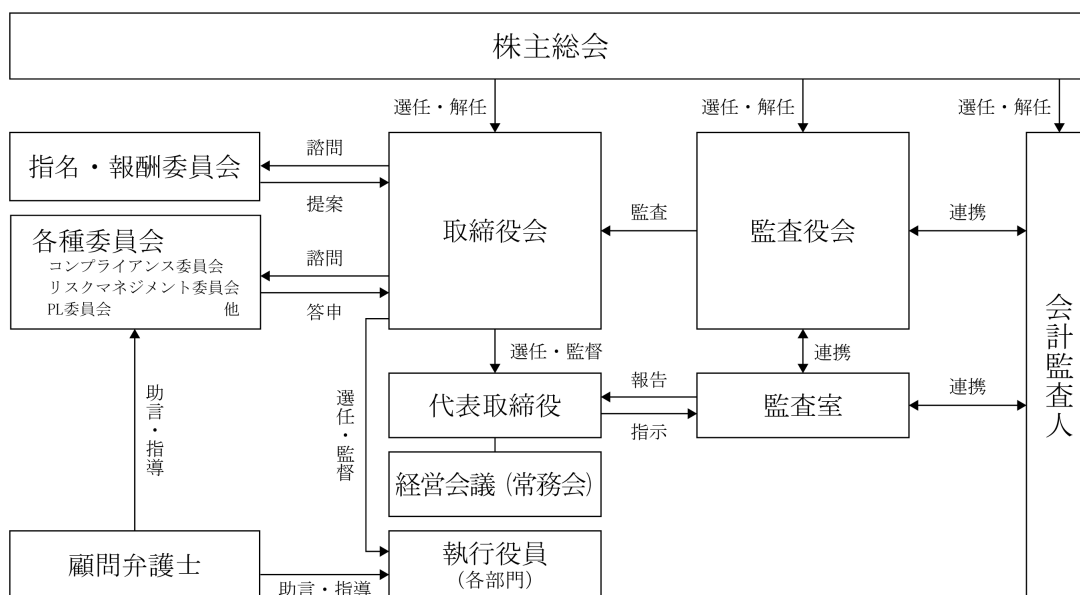 株主総会
選任・解任
選任・解任
選任・解任
指名・報酬委員会
諮問
提案
取締役会
監査
監査役会
連携
各種委員会
コンプライアンス委員会
リスクマネジメント委員会
PL委員会 他
諮問
答申
選任・監督
連携
会計監査人
代表取締役
報告
指示
監査室
連携
助言・指導
選任・監督
経営会議（常務会）
顧問弁護士
助言・指導
執行役員
（各部門）